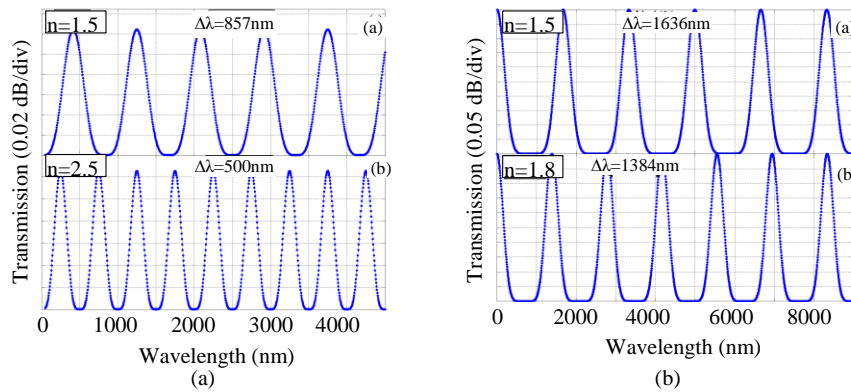 n=1.5
Δλ=857nm
(a)
n=2.5
Δλ=500nm
(b)
Transmission (0.02 dB/div)
0 1000 2000 3000 4000
Wavelength (nm)
(a)
n=1.5
Δλ=1636nm
(a)
n=1.8
Δλ=1384nm
(b)
Transmission (0.05 dB/div)
0 2000 4000 6000 8000
Wavelength (nm)
(b)